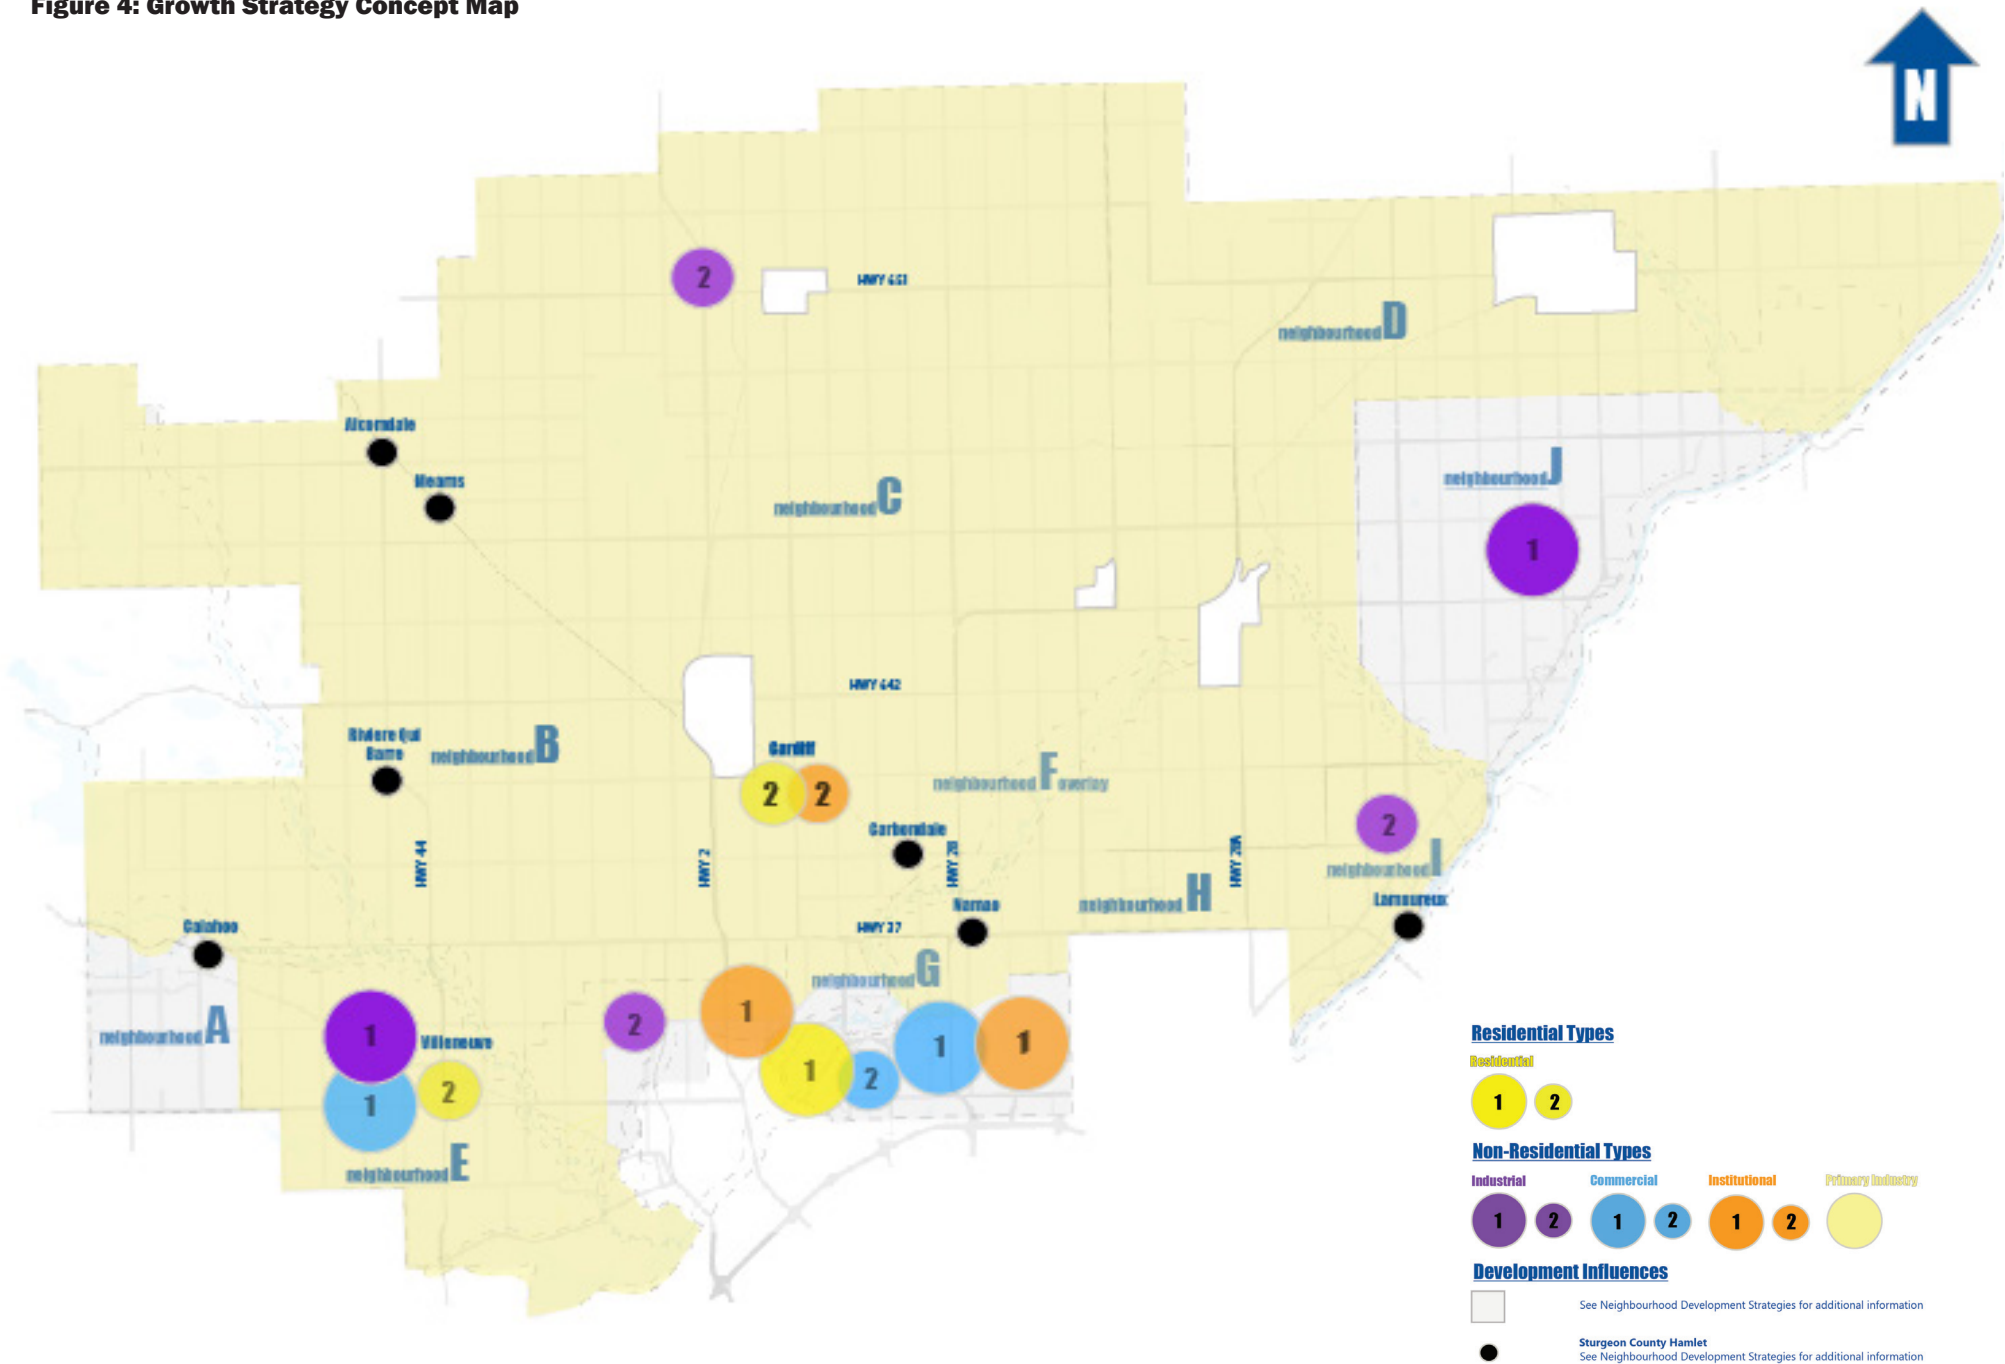 Figure 4: Growth Strategy Concept Map
N
2
HWY 651
neighbourhood D
Alcomdale
Mearns
neighbourhood C
neighbourhood J
1
HWY 642
Riviere Qui
Barre
neighbourhood B
Cardiff
2 2
neighbourhood F overlay
Carbondale
2
HWY 44
HWY 2
HWY 28
HWY 28A
neighbourhood I
neighbourhood H
Lamoureux
Namao
Calahoo
HWY 37
neighbourhood G
neighbourhood A
1
Villeneuve
2
1
1
2
1
1
1
2
1
neighbourhood E
Residential Types
Residential
1 2
Non-Residential Types
Industrial Commercial Institutional Primary Industry
1 2 1 2 1 2
Development Influences
See Neighbourhood Development Strategies for additional information
Sturgeon County Hamlet
See Neighbourhood Development Strategies for additional information